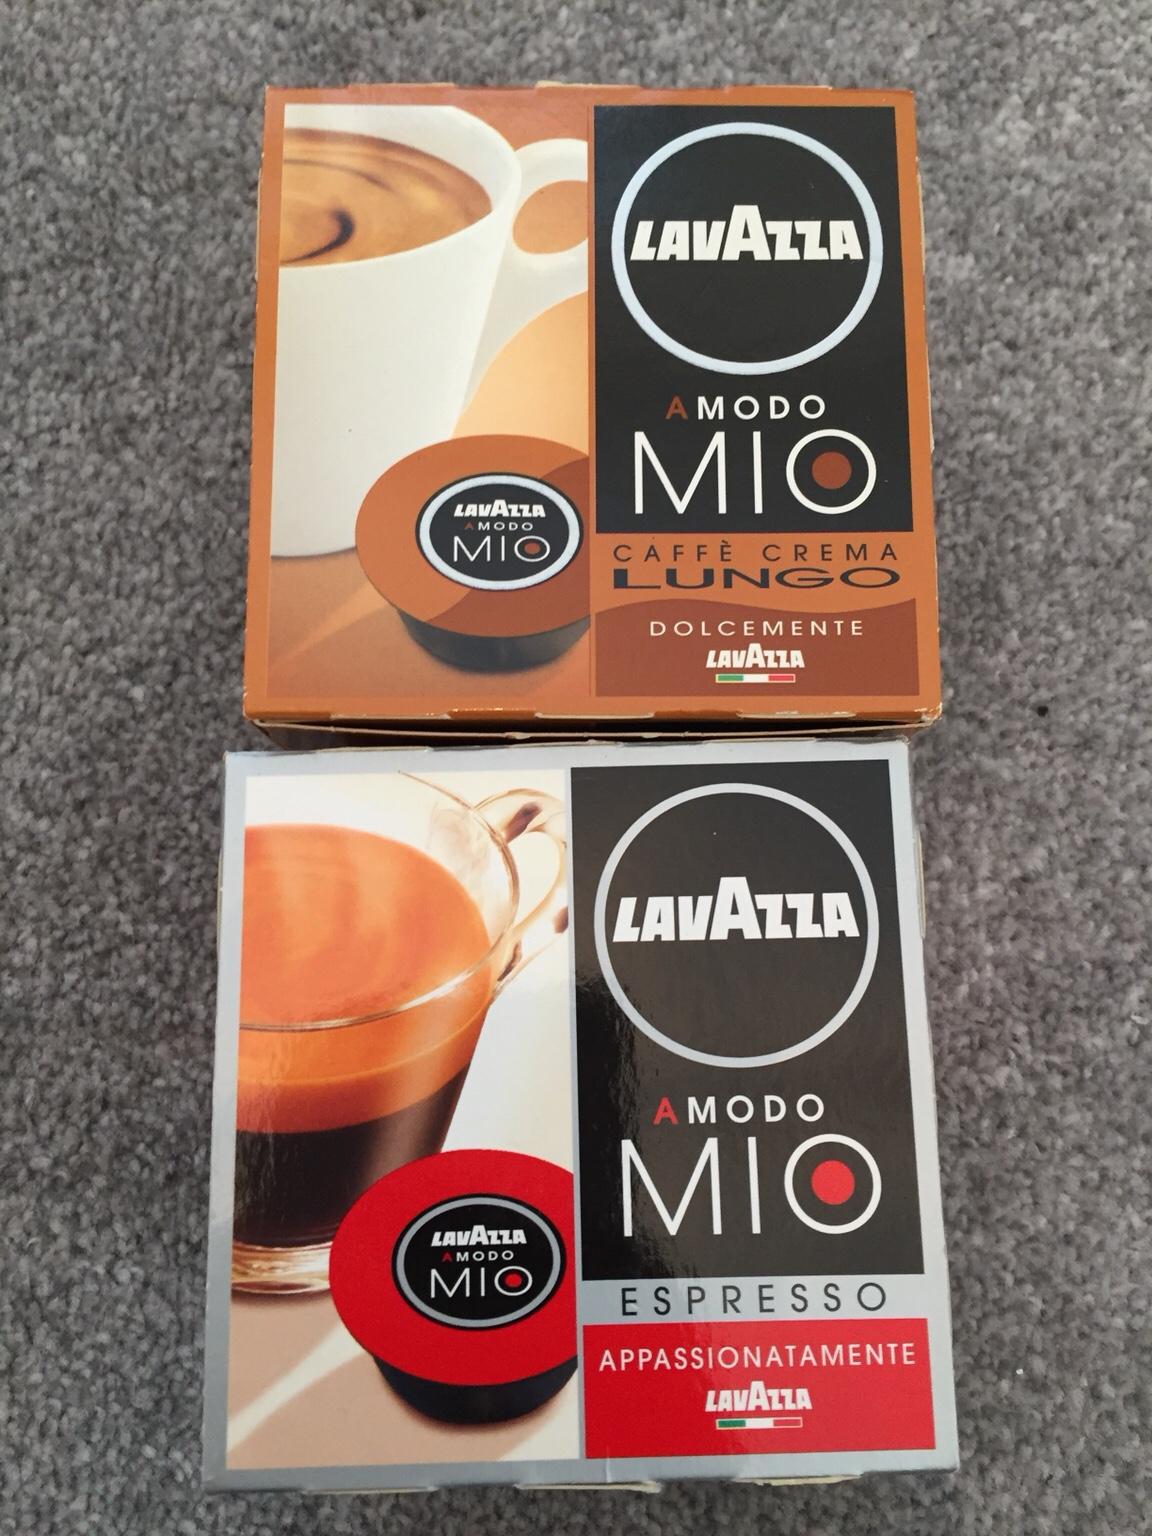 LAVAZZA
A MODO
MIO
CAFFÈ CREMA
LUNGO
DOLCEMENTE
LAVAZZA
LAVAZZA
A MODO
MIO
LAVAZZA
A MODO
MIO
ESPRESSO
APPASSIONATAMENTE
LAVAZZA
LAVAZZA
A MODO
MIO